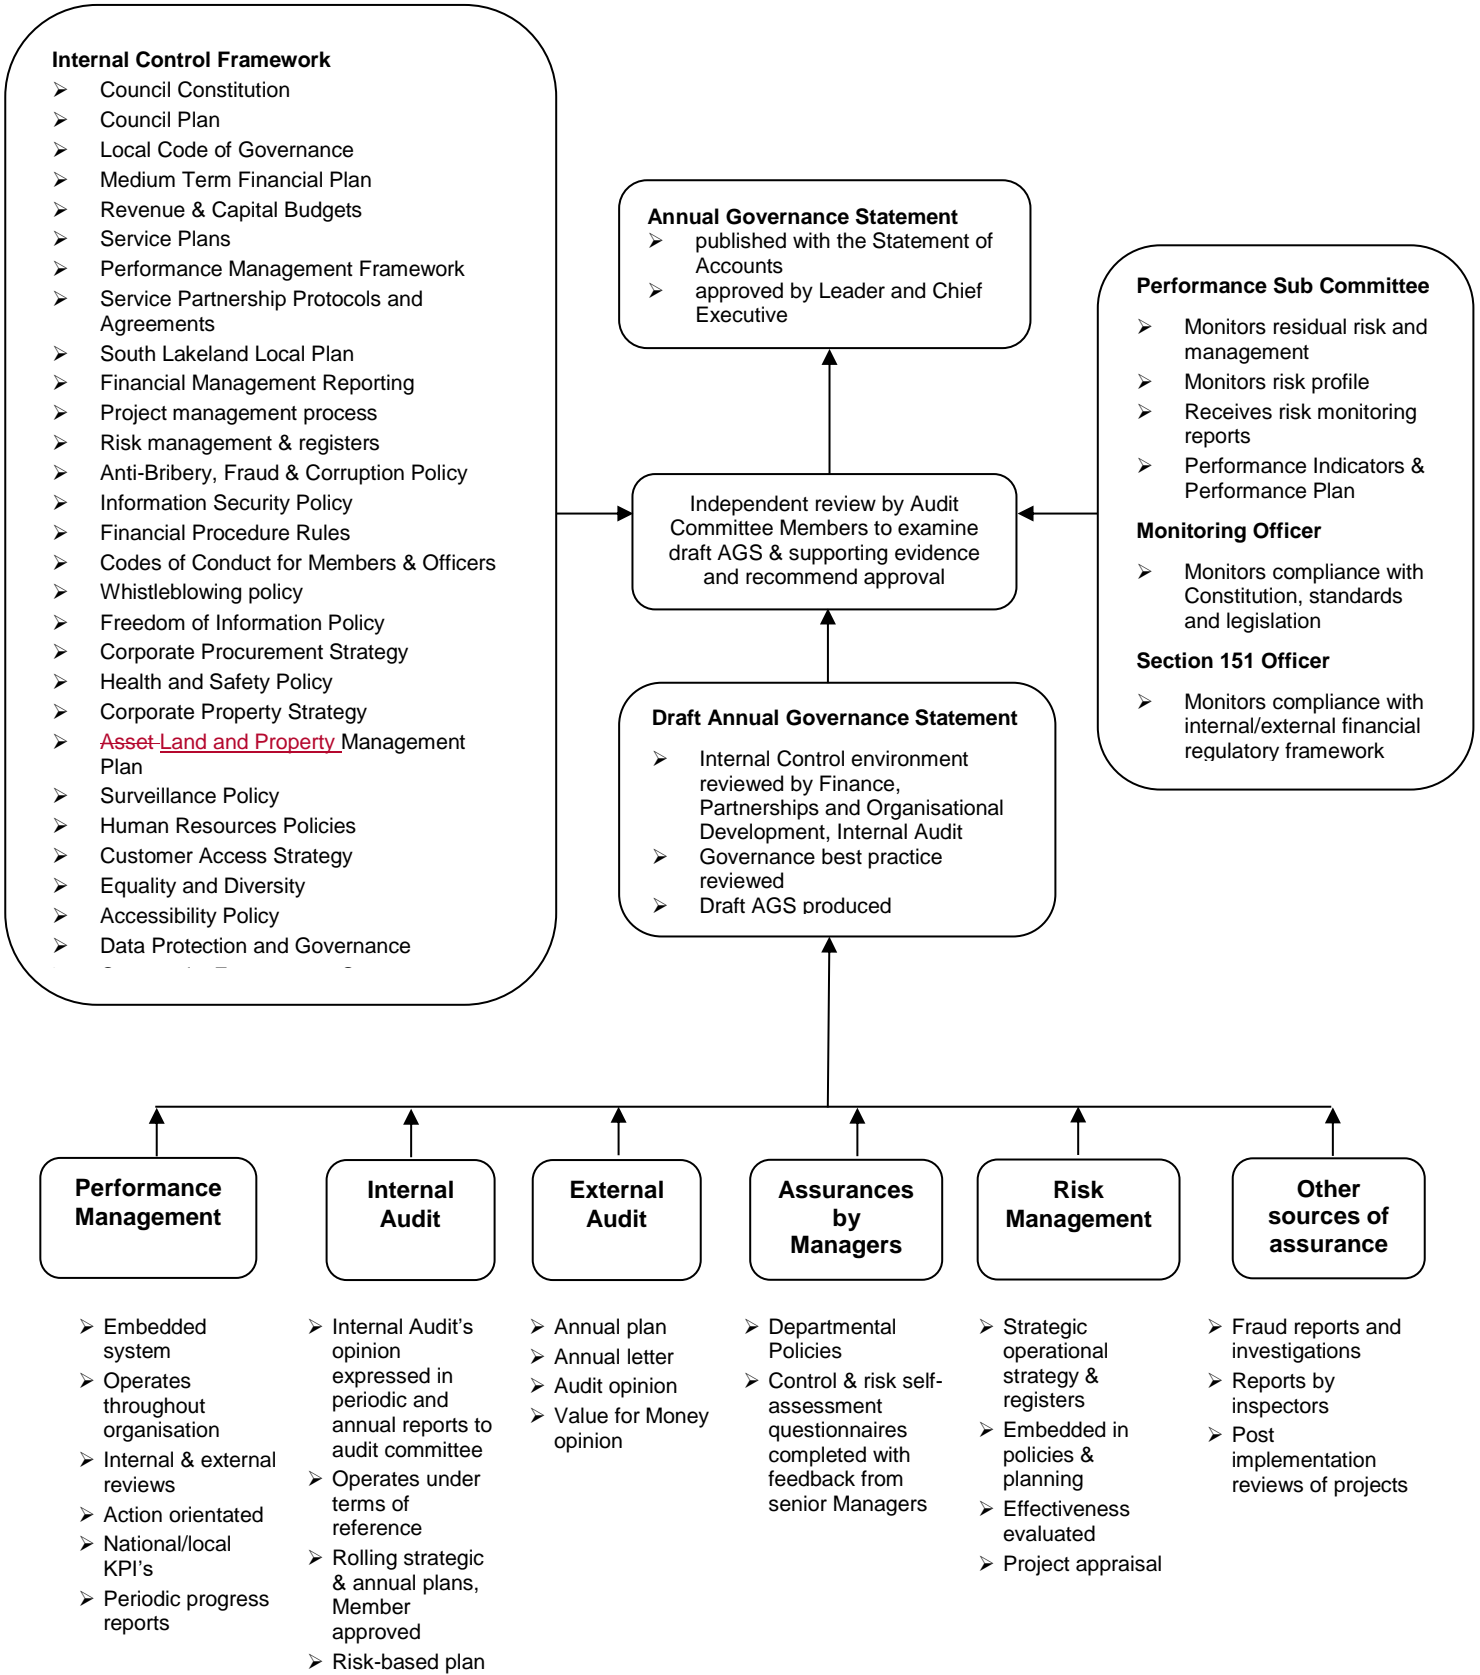 Internal Control Framework
➢ Council Constitution
➢ Council Plan
➢ Local Code of Governance
➢ Medium Term Financial Plan
➢ Revenue & Capital Budgets
➢ Service Plans
➢ Performance Management Framework
➢ Service Partnership Protocols and
Agreements
➢ South Lakeland Local Plan
➢ Financial Management Reporting
➢ Project management process
➢ Risk management & registers
➢ Anti-Bribery, Fraud & Corruption Policy
➢ Information Security Policy
➢ Financial Procedure Rules
➢ Codes of Conduct for Members & Officers
➢ Whistleblowing policy
➢ Freedom of Information Policy
➢ Corporate Procurement Strategy
➢ Health and Safety Policy
➢ Corporate Property Strategy
➢ Asset Land and Property Management
Plan
➢ Surveillance Policy
➢ Human Resources Policies
➢ Customer Access Strategy
➢ Equality and Diversity
➢ Accessibility Policy
➢ Data Protection and Governance
Annual Governance Statement
➢ published with the Statement of
Accounts
➢ approved by Leader and Chief
Executive
Independent review by Audit
Committee Members to examine
draft AGS & supporting evidence
and recommend approval
Draft Annual Governance Statement
➢ Internal Control environment
reviewed by Finance,
Partnerships and Organisational
Development, Internal Audit
➢ Governance best practice
reviewed
➢ Draft AGS produced
Performance Sub Committee
➢ Monitors residual risk and
management
➢ Monitors risk profile
➢ Receives risk monitoring
reports
➢ Performance Indicators &
Performance Plan
Monitoring Officer
➢ Monitors compliance with
Constitution, standards
and legislation
Section 151 Officer
➢ Monitors compliance with
internal/external financial
regulatory framework
Performance
Management
➢ Embedded
system
➢ Operates
throughout
organisation
➢ Internal & external
reviews
➢ Action orientated
➢ National/local
KPI's
➢ Periodic progress
reports
Internal
Audit
➢ Internal Audit's
opinion
expressed in
periodic and
annual reports to
audit committee
➢ Operates under
terms of
reference
➢ Rolling strategic
& annual plans,
Member
approved
➢ Risk-based plan
External
Audit
➢ Annual plan
➢ Annual letter
➢ Audit opinion
➢ Value for Money
opinion
Assurances
by
Managers
➢ Departmental
Policies
➢ Control & risk self-
assessment
questionnaires
completed with
feedback from
senior Managers
Risk
Management
➢ Strategic
operational
strategy &
registers
➢ Embedded in
policies &
planning
➢ Effectiveness
evaluated
➢ Project appraisal
Other
sources of
assurance
➢ Fraud reports and
investigations
➢ Reports by
inspectors
➢ Post
implementation
reviews of projects